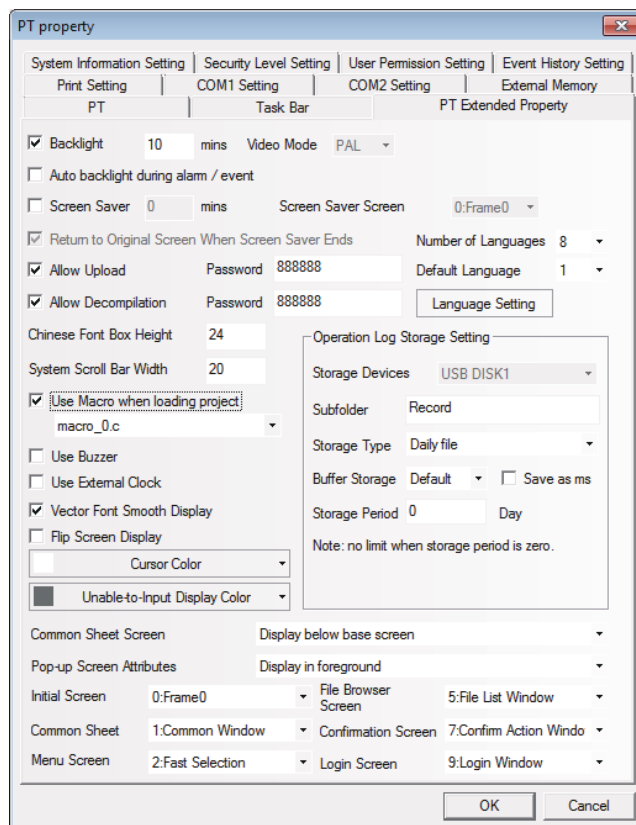 PT property
System Information Setting Security Level Setting User Permission Setting Event History Setting
Print Setting COM1 Setting COM2 Setting External Memory
PT Task Bar PT Extended Property
Backlight 10 mins Video Mode PAL
Auto backlight during alarm / event
Screen Saver 0 mins Screen Saver Screen 0:Frame0
Return to Original Screen When Screen Saver Ends Number of Languages 8
Allow Upload Password 888888 Default Language 1
Allow Decompilation Password 888888 Language Setting
Chinese Font Box Height 24
System Scroll Bar Width 20
Use Macro when loading project
macro_0.c
Use Buzzer
Use External Clock
Vector Font Smooth Display
Flip Screen Display
Cursor Color
Unable-to-Input Display Color
Operation Log Storage Setting
Storage Devices USB DISK1
Subfolder Record
Storage Type Daily file
Buffer Storage Default Save as ms
Storage Period 0 Day
Note: no limit when storage period is zero.
Common Sheet Screen Display below base screen
Pop-up Screen Attributes Display in foreground
Initial Screen 0:Frame0 File Browser Screen 5:File List Window
Common Sheet 1:Common Window Confirmation Screen 7:Confirm Action Windo
Menu Screen 2:Fast Selection Login Screen 9:Login Window
OK Cancel